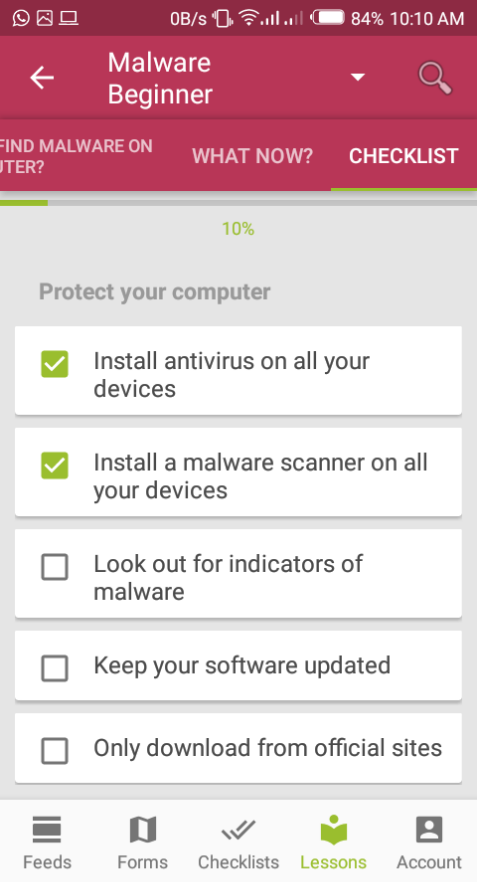 0B/s 84% 10:10 AM
Malware
Beginner
FIND MALWARE ON
UTER?
WHAT NOW?
CHECKLIST
10%
Protect your computer
Install antivirus on all your
devices
Install a malware scanner on all
your devices
Look out for indicators of
malware
Keep your software updated
Only download from official sites
Feeds
Forms
Checklists
Lessons
Account